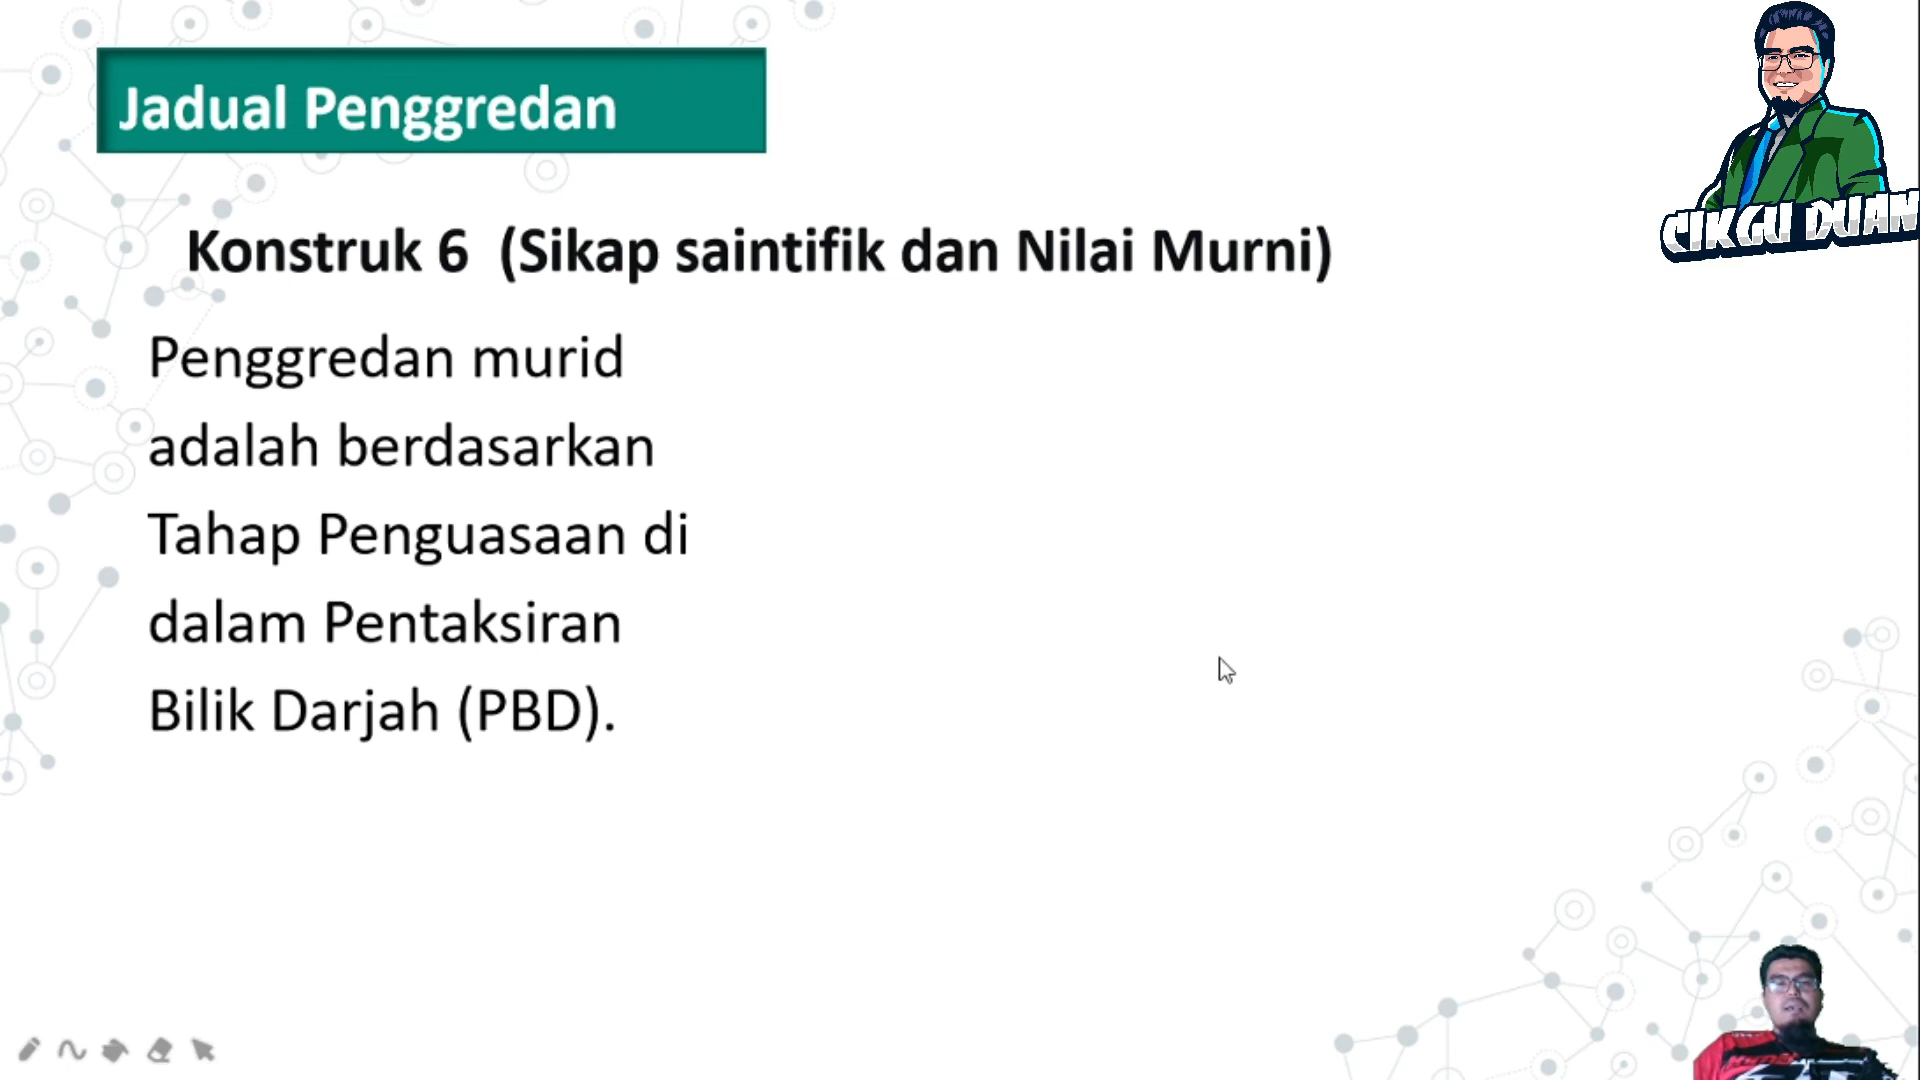 Jadual Penggredan
CIKGU DUAN
Konstruk 6 (Sikap saintifik dan Nilai Murni)
Penggredan murid
adalah berdasarkan
Tahap Penguasaan di
dalam Pentaksiran
Bilik Darjah (PBD).